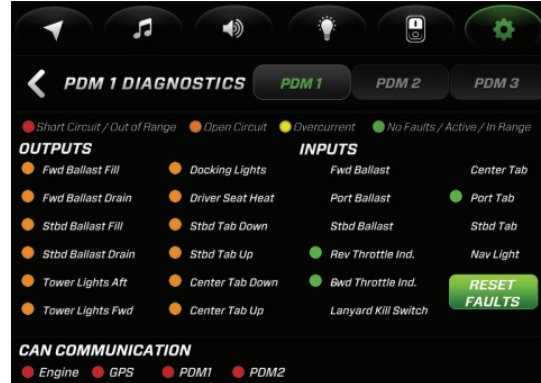 PDM 1 DIAGNOSTICS PDM 1 PDM 2 PDM 3
Short Circuit / Out of Range Open Circuit Overcurrent No Faults / Active / In Range
OUTPUTS INPUTS
Fwd Ballast Fill Docking Lights Fwd Ballast Center Tab
Fwd Ballast Drain Driver Seat Heat Port Ballast Port Tab
Stbd Ballast Fill Stbd Tab Down Stbd Ballast Stbd Tab
Stbd Ballast Drain Stbd Tab Up Rev Throttle Ind. Nav Light
Tower Lights Aft Center Tab Down 6wd Throttle Ind. RESET
Tower Lights Fwd Center Tab Up Lanyard Kill Switch FAULTS
CAN COMMUNICATION
Engine GPS PDM1 PDM2